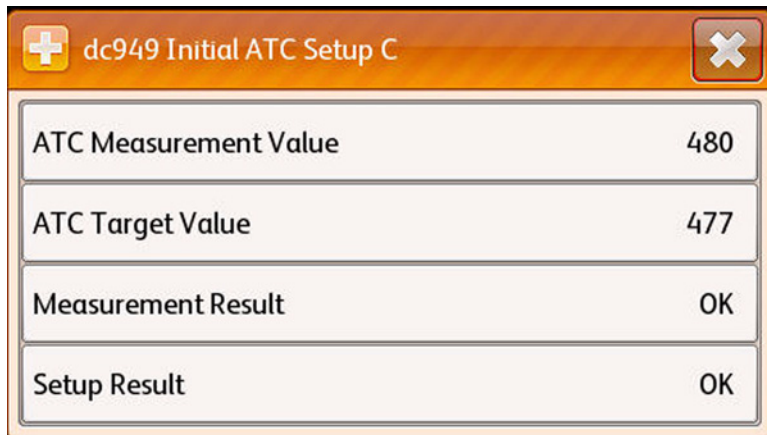 dc949 Initial ATC Setup C
ATC Measurement Value 480
ATC Target Value 477
Measurement Result OK
Setup Result OK